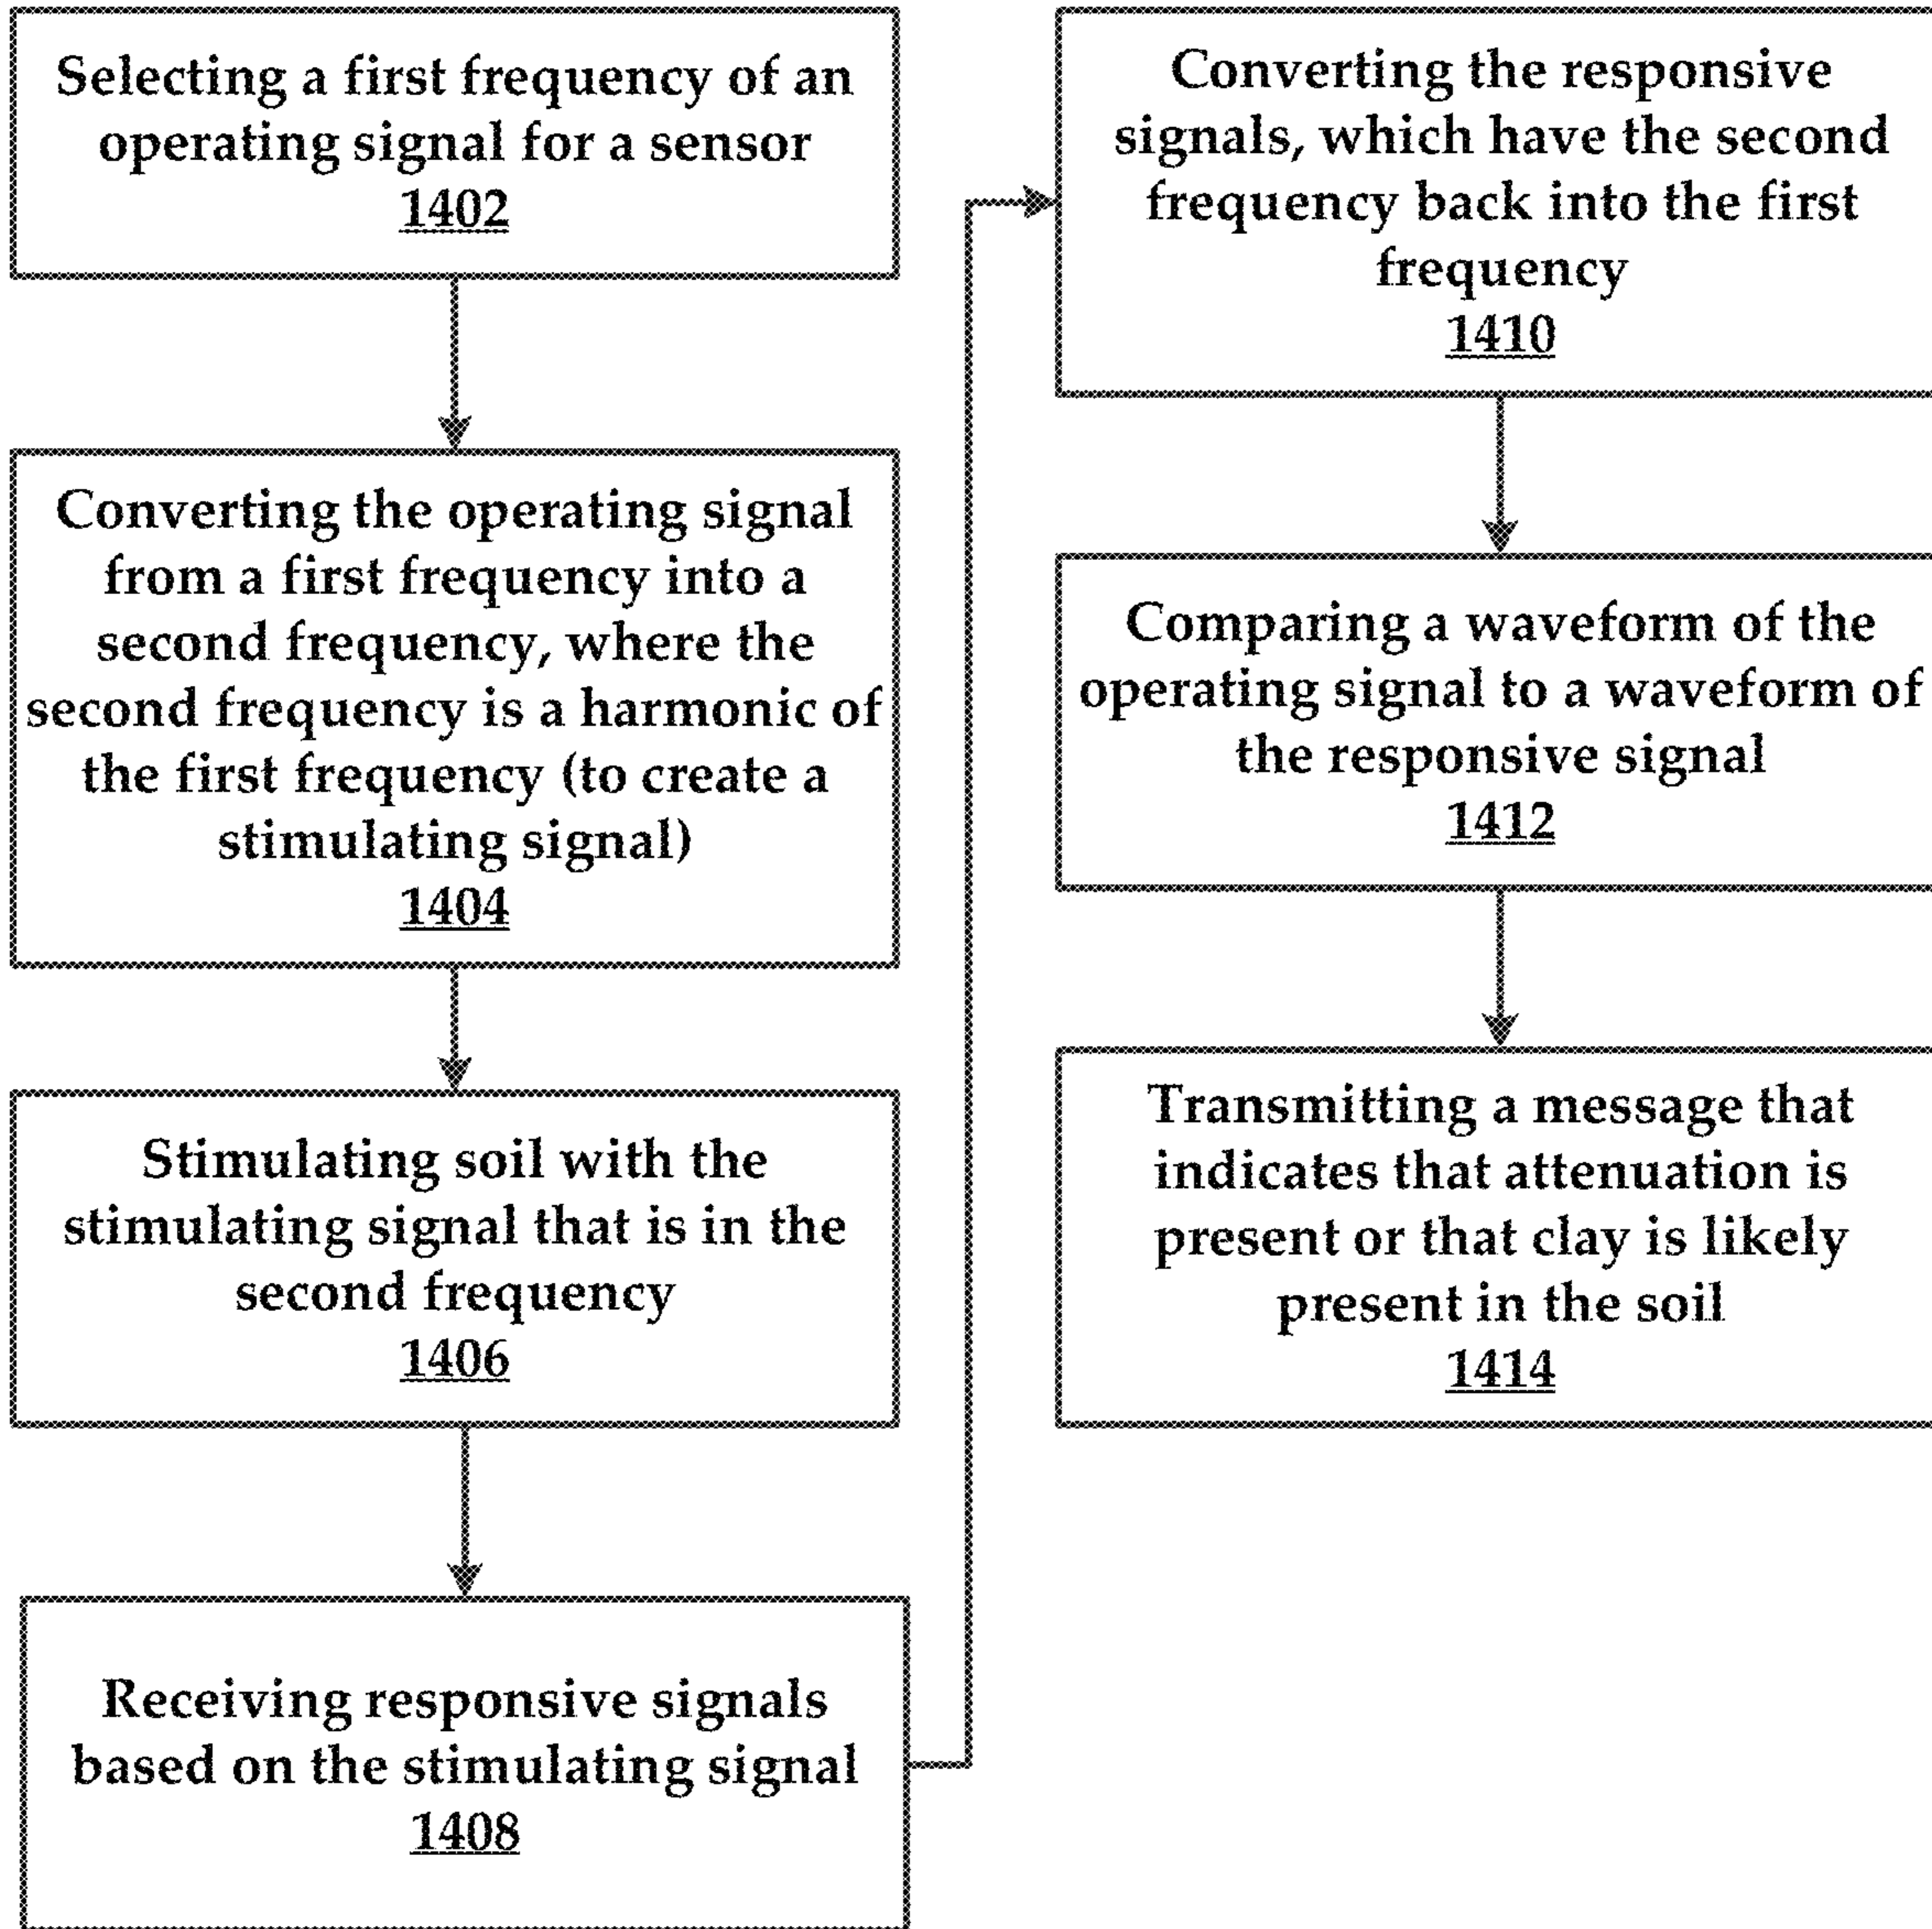 Selecting a first frequency of an
operating signal for a sensor
1402
Converting the operating signal
from a first frequency into a
second frequency, where the
second frequency is a harmonic of
the first frequency (to create a
stimulating signal)
1404
Stimulating soil with the
stimulating signal that is in the
second frequency
1406
Receiving responsive signals
based on the stimulating signal
1408
Converting the responsive
signals, which have the second
frequency back into the first
frequency
1410
Comparing a waveform of the
operating signal to a waveform of
the responsive signal
1412
Transmitting a message that
indicates that attenuation is
present or that clay is likely
present in the soil
1414